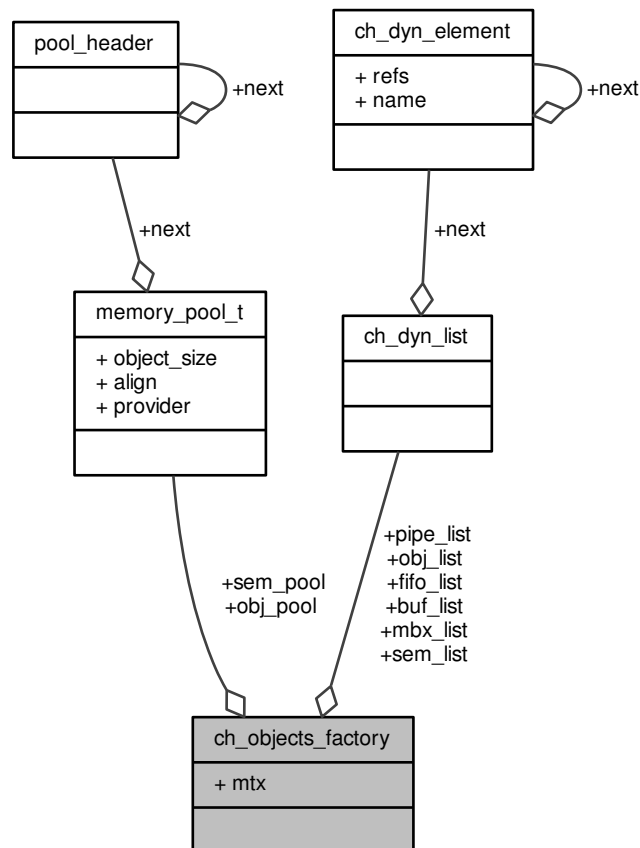 pool_header
+next
ch_dyn_element
+ refs
+ name
+next
+next
+next
memory_pool_t
+ object_size
+ align
+ provider
ch_dyn_list
+sem_pool
+obj_pool
+pipe_list
+obj_list
+fifo_list
+buf_list
+mbx_list
+sem_list
ch_objects_factory
+ mtx